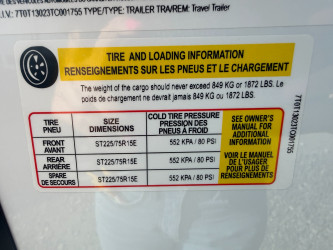 V.I.V.: 7T0T13023TC001755 TYPE/TYPE: TRAILER TRA/REM: Travel Trailer
TIRE AND LOADING INFORMATION
RENSEIGNEMENTS SUR LES PNEUS ET LE CHARGEMENT
The weight of the cargo should never exceed 849 KG or 1872 LBS. Le
poids de chargement ne devrait jamais 849 KG ou 1872 LBS.
TIRE
PNEU
SIZE
DIMENSIONS
COLD TIRE PRESSURE
PRESSION DES
PNEUS À FROID
SEE OWNER'S
MANUAL FOR
ADDITIONAL
INFORMATION
VOIR LE MANUEL
DE L'USAGER
POUR PLUS DE
RENSEIGNEMENTS
FRONT
AVANT
ST225/75R15E
552 KPA / 80 PSI
REAR
ARRIÈRE
ST225/75R15E
552 KPA / 80 PSI
SPARE
DE SECOURS
ST225/75R15E
552 KPA / 80 PSI
7T0T13023TC001755